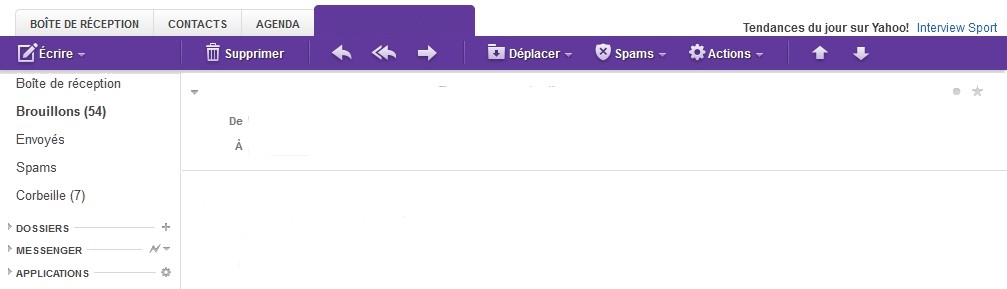 BOÎTE DE RÉCEPTION CONTACTS AGENDA
Tendances du jour sur Yahoo! Interview Sport
Écrire Supprimer Déplacer Spams Actions
Boîte de réception
Brouillons (54)
De
Envoyés
À
Spams
Corbeille (7)
DOSSIERS
MESSENGER
APPLICATIONS